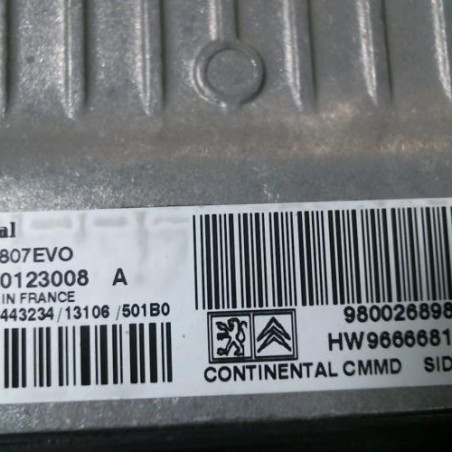 al
807EVO
0123008 A
IN FRANCE
443234/13106/501B0
980026898
HW9666681
CONTINENTAL CMMD SID